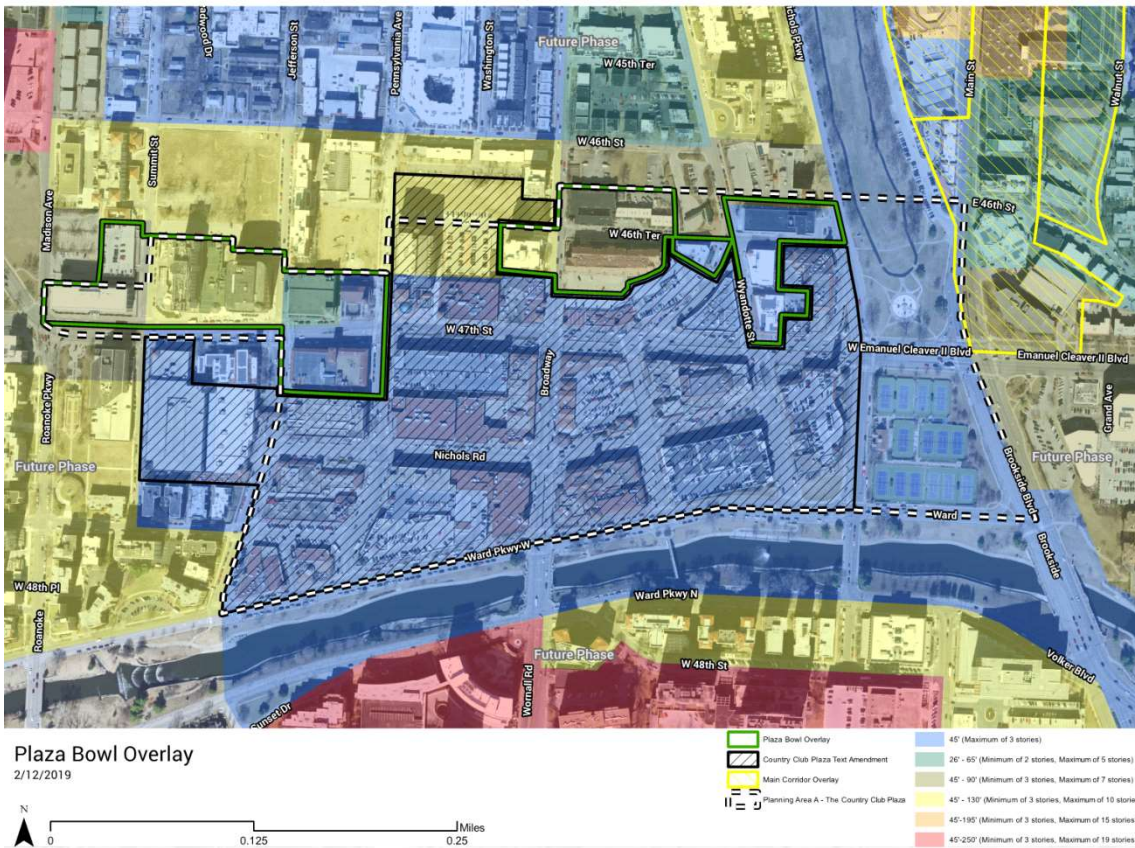 eadwood Dr
Jefferson St
Pennsylvania Ave
Washington St
Future Phase
W 45th Ter
Nichols Pkwy
Main St
Walnut St
Summit St
W 46th St
Madison Ave
W 46th Ter
E 46th St
Wyandotte St
W 47th St
Broadway
W Emanuel Cleaver II Blvd
Emanuel Cleaver II Blvd
Roanoke Pkwy
Grand Ave
Nichols Rd
Future Phase
Future Phase
Brookside Blvd
Ward
Ward Pkwy W
Brookside
W 48th Pl
Ward Pkwy N
Roanoke
Future Phase
W 48th St
Volker Blvd
Wornall Rd
Sunset Dr
Plaza Bowl Overlay
2/12/2019
N
Miles
0 0.125 0.25
Plaza Bowl Overlay
Country Club Plaza Text Amendment
Main Corridor Overlay
Planning Area A - The Country Club Plaza
45' (Maximum of 3 stories)
26' - 65' (Minimum of 2 stories, Maximum of 5 stories)
45' - 90' (Minimum of 3 stories, Maximum of 7 stories)
45' - 130' (Minimum of 3 stories, Maximum of 10 storie
45'-195' (Minimum of 3 stories, Maximum of 15 stories
45'-250' (Minimum of 3 stories, Maximum of 19 stories